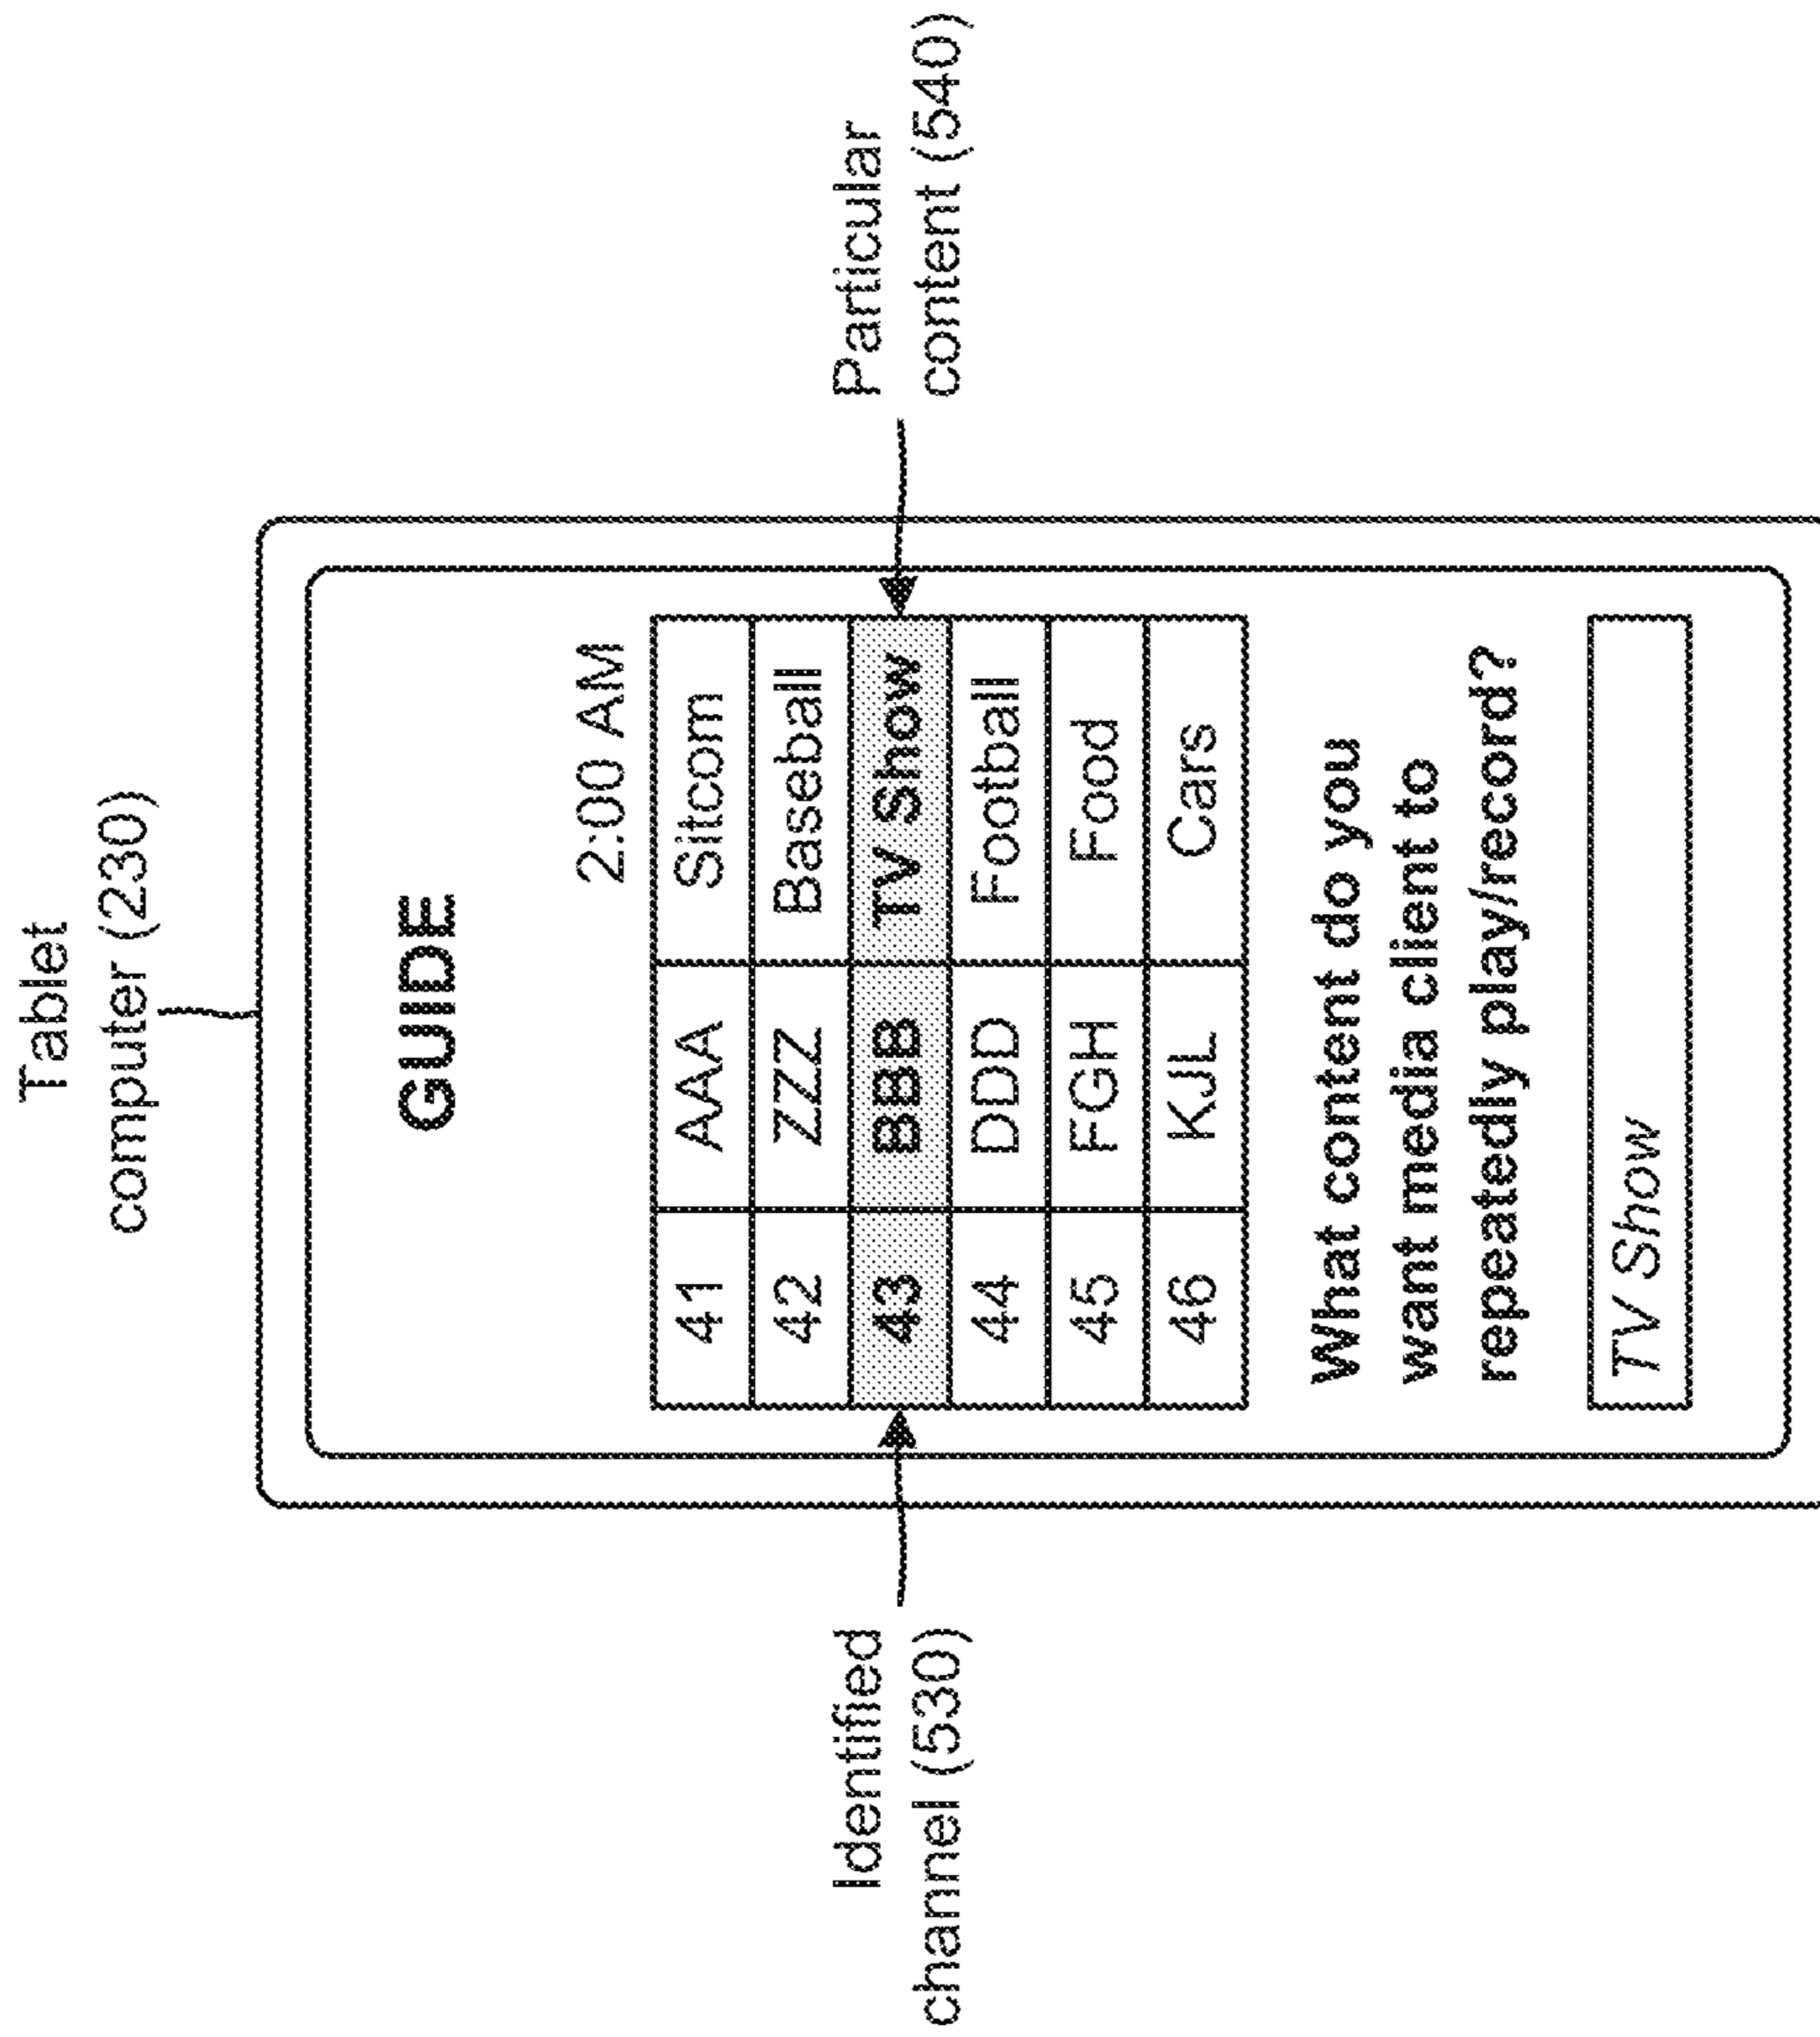 Tablet
computer (230)
GUIDE
2:00 AM
41 AAA Sitcom
42 ZZZ Baseball
43 BBB TV Show
44 DDD Football
45 FGH Food
46 KJL Cars
What content do you
want media client to
repeatedly play/record?
TV Show
Identified
channel (530)
Particular
content (540)